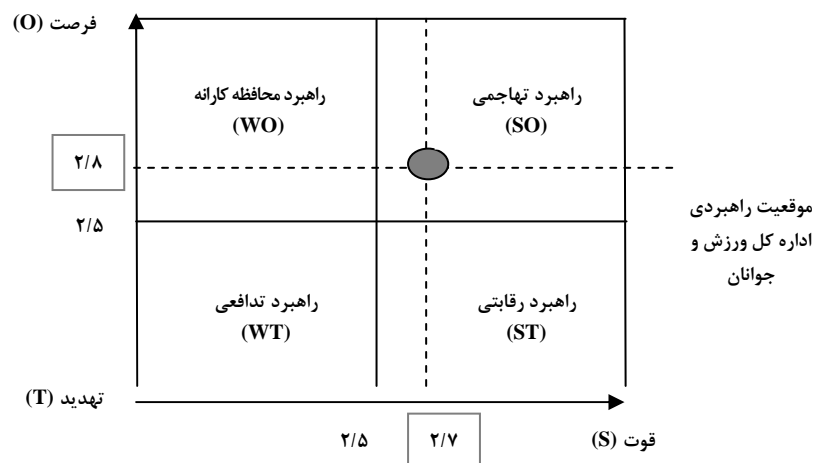 فرصت (O)
راهبرد محافظه کارانه
(WO)
راهبرد تهاجمی
(SO)
۲/۸
۲/۵
موقعیت راهبردی
اداره کل ورزش و
جوانان
راهبرد تدافعی
(WT)
راهبرد رقابتی
(ST)
تهدید (T)
۲/۵
۲/۷
قوت (S)